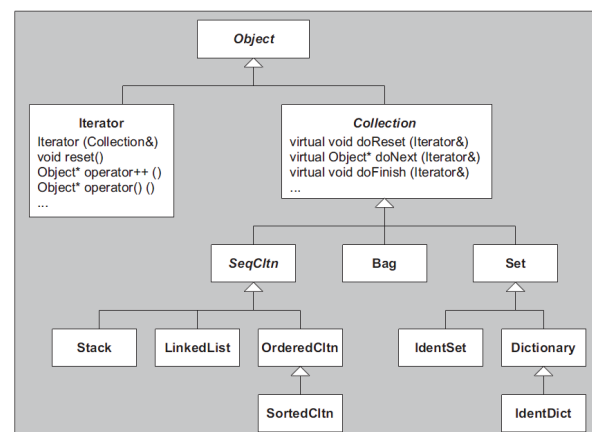 Object
Iterator
Iterator (Collection&)
void reset()
Object* operator++ ()
Object* operator() ()
...
Collection
virtual void doReset (Iterator&)
virtual Object* doNext (Iterator&)
virtual void doFinish (Iterator&)
...
SeqCltn
Bag
Set
Stack
LinkedList
OrderedCltn
IdentSet
Dictionary
SortedCltn
IdentDict